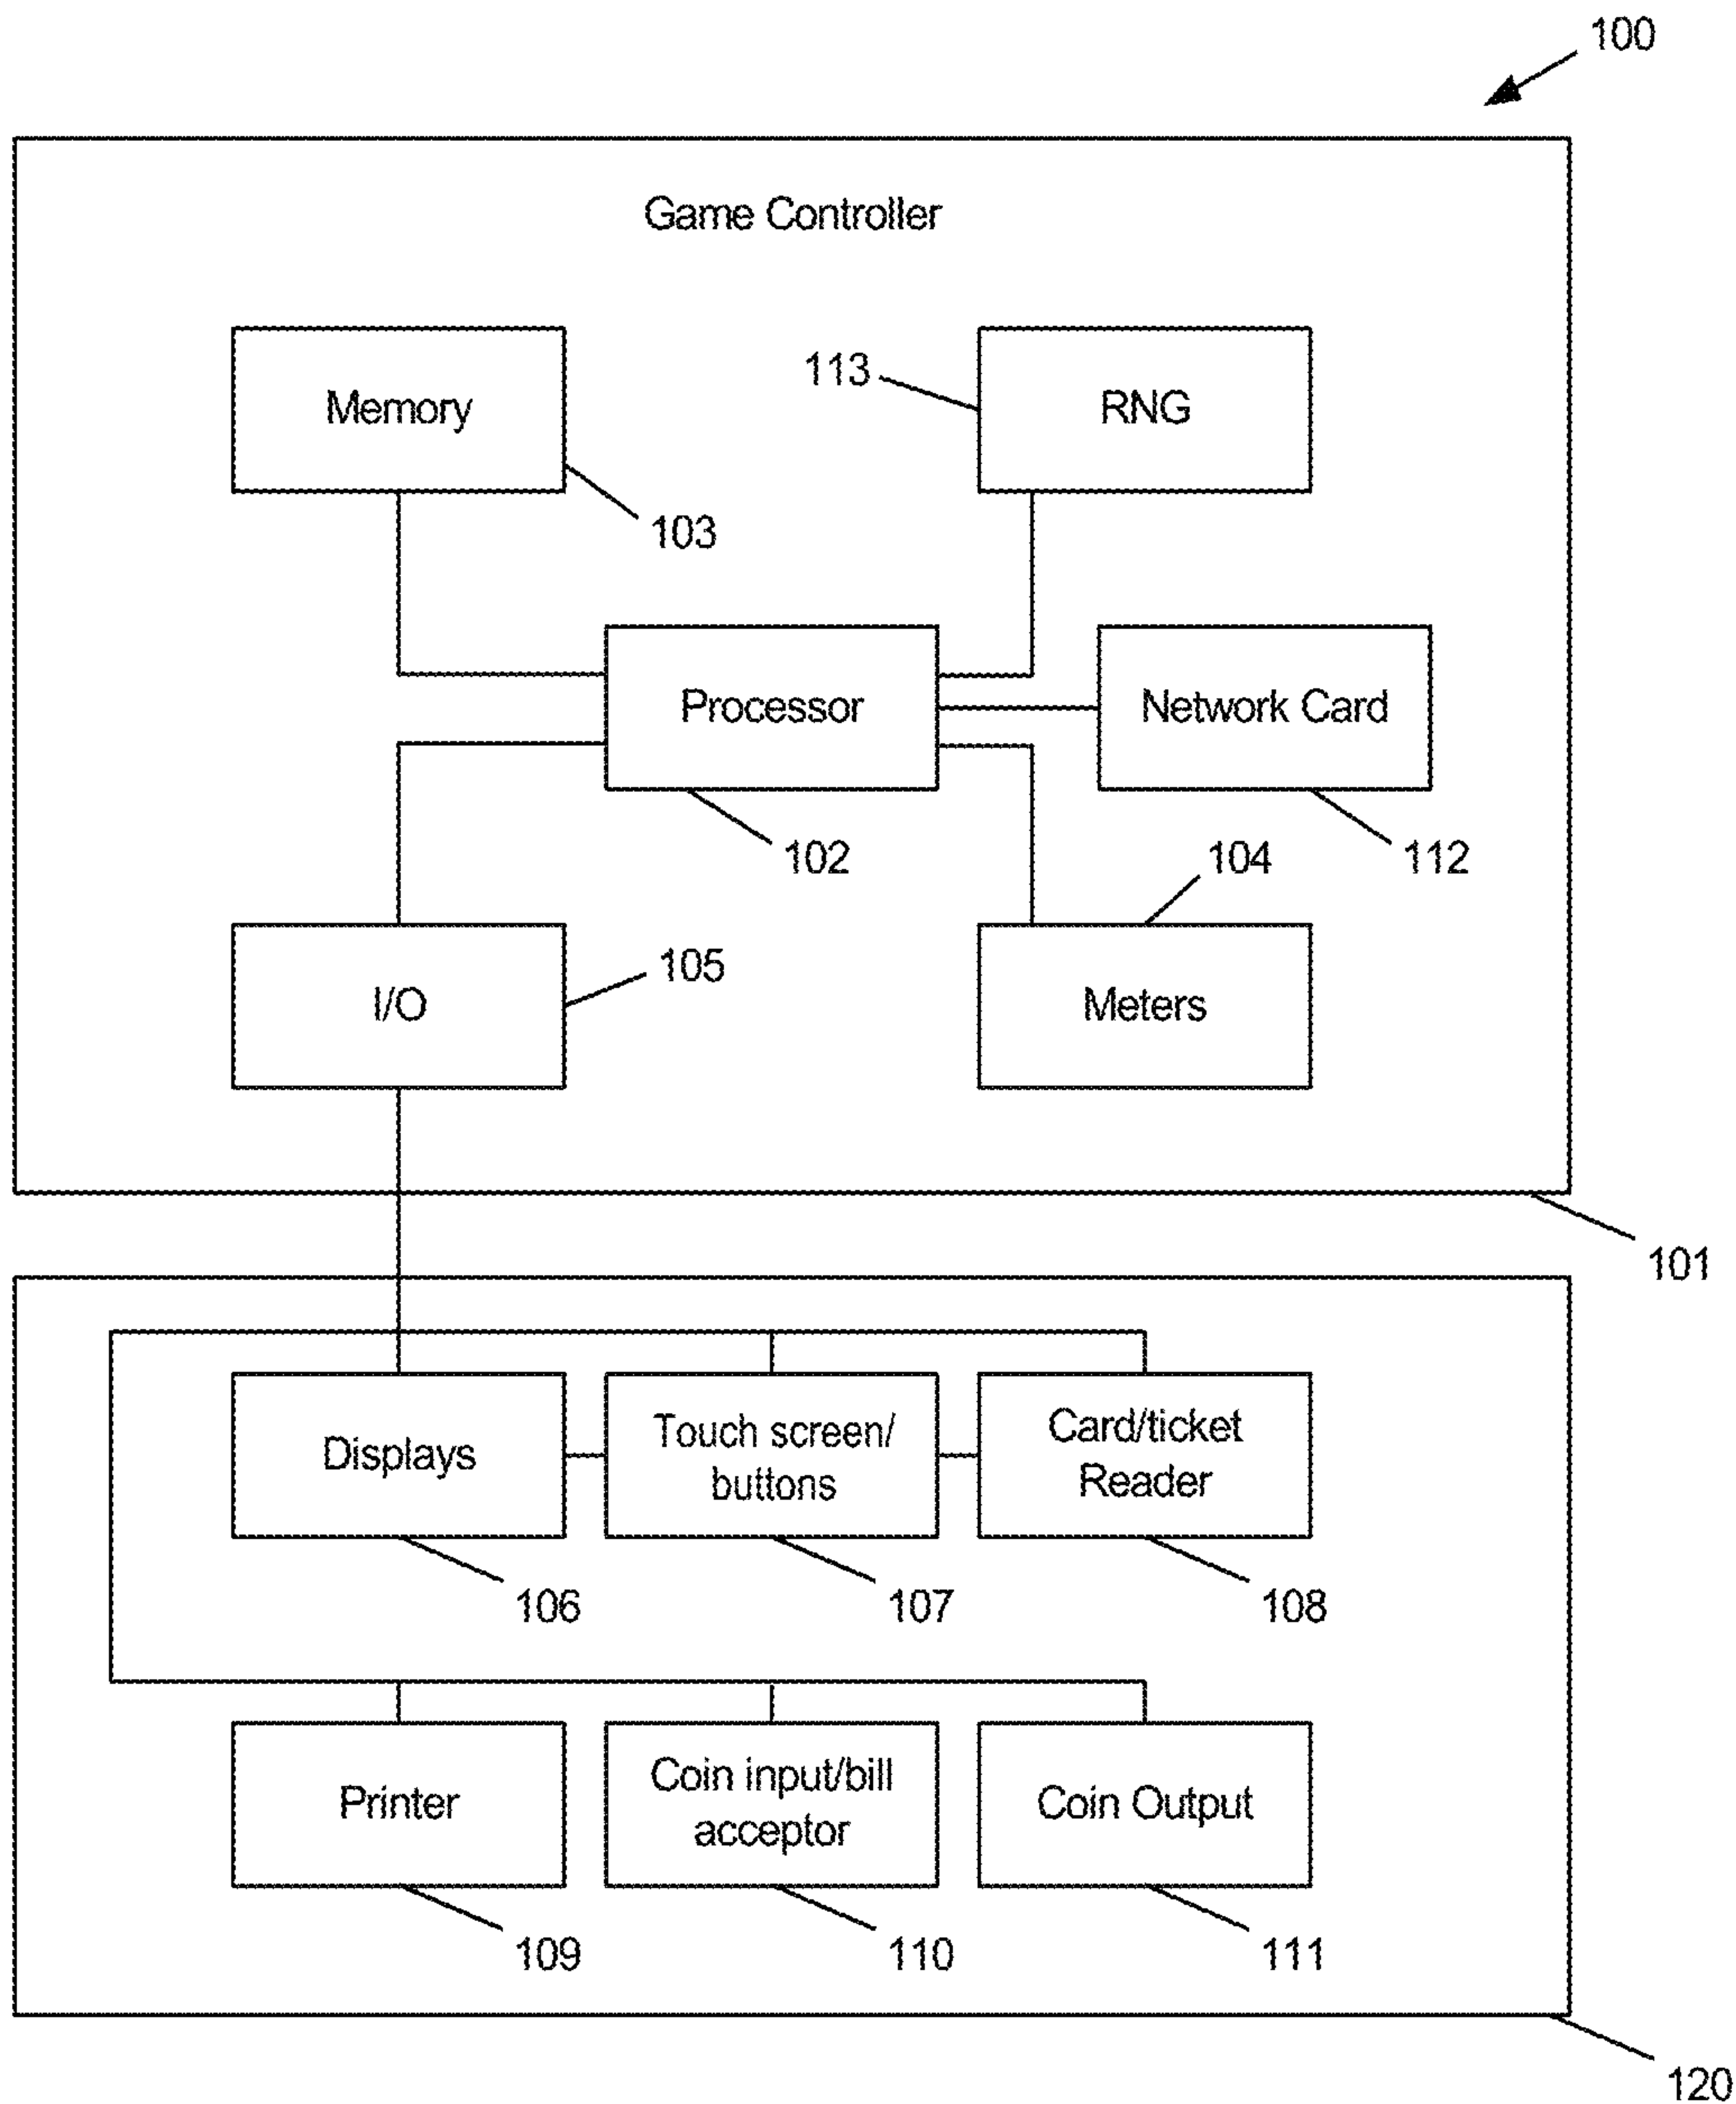 100
Game Controller
Memory
113
RNG
103
Processor
Network Card
102
104
112
I/O
105
Meters
101
Displays
Touch screen/
buttons
Card/ticket
Reader
106
107
108
Printer
Coin input/bill
acceptor
Coin Output
109
110
111
120